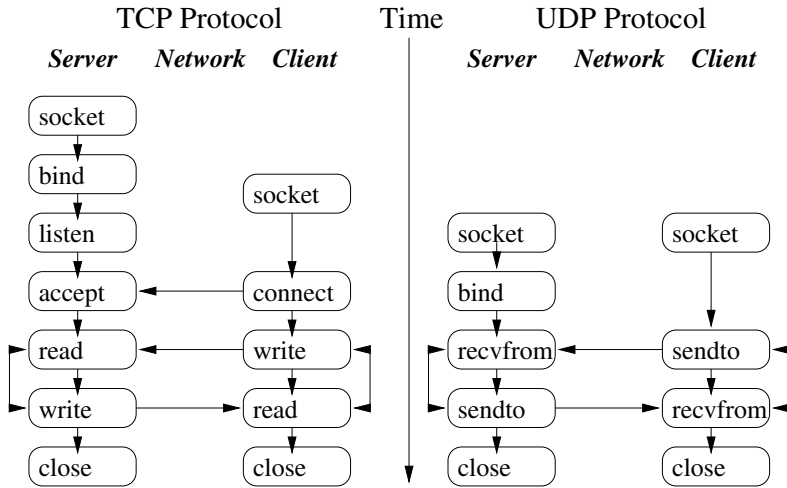 TCP Protocol Time UDP Protocol
Server Network Client Server Network Client
socket
bind
socket
listen socket socket
accept connect bind
read write recvfrom sendto
write read sendto recvfrom
close close close close